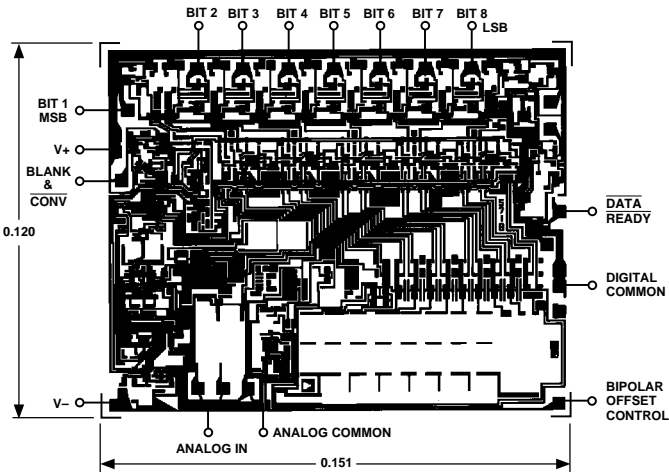 BIT 2 BIT 3 BIT 4 BIT 5 BIT 6 BIT 7 BIT 8
LSB
BIT 1
MSB
V+
BLANK
&
CONV
0.120
DATA
READY
DIGITAL
COMMON
V–
BIPOLAR
OFFSET
CONTROL
ANALOG IN
ANALOG COMMON
0.151